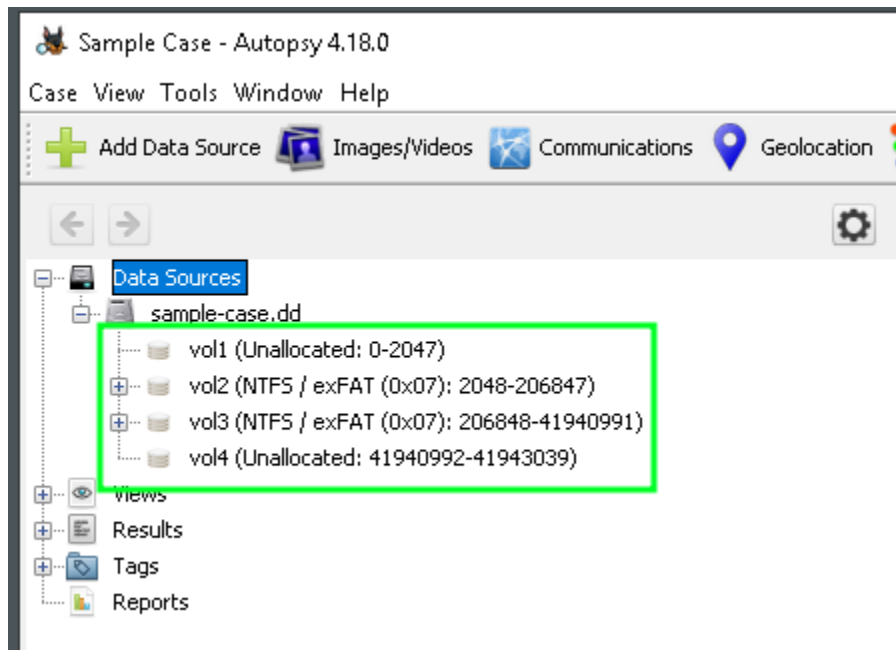 Sample Case - Autopsy 4.18.0
Case View Tools Window Help
Add Data Source Images/Videos Communications Geolocation
Data Sources
sample-case.dd
vol1 (Unallocated: 0-2047)
vol2 (NTFS / exFAT (0x07): 2048-206847)
vol3 (NTFS / exFAT (0x07): 206848-41940991)
vol4 (Unallocated: 41940992-41943039)
Views
Results
Tags
Reports